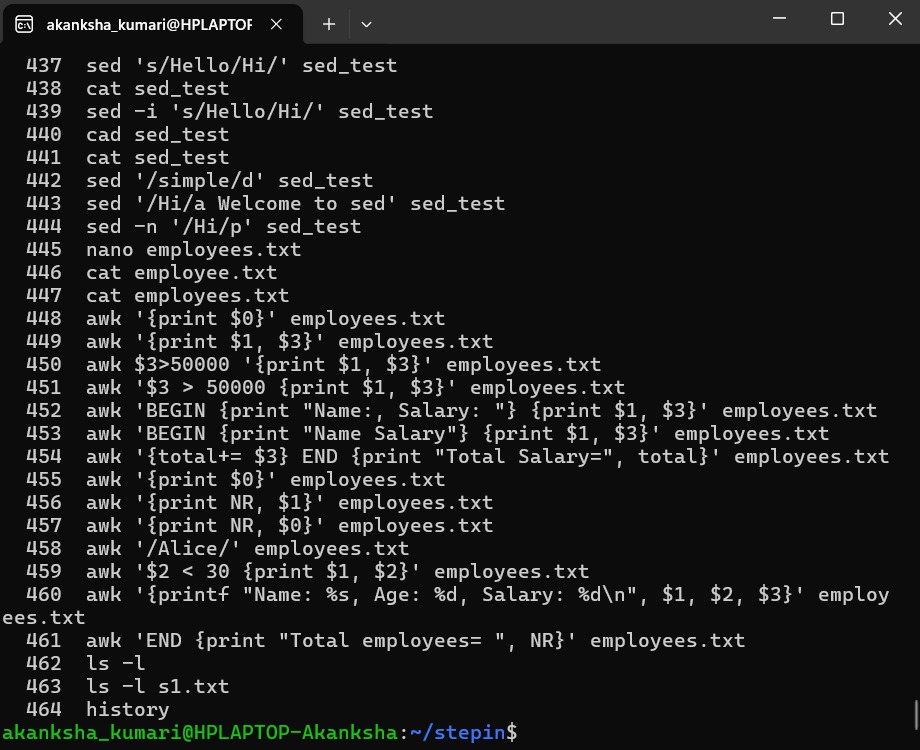 akanksha_kumari@HPLAPTOP
437 sed 's/Hello/Hi/' sed_test
438 cat sed_test
439 sed -i 's/Hello/Hi/' sed_test
440 cad sed_test
441 cat sed_test
442 sed '/simple/d' sed_test
443 sed '/Hi/a Welcome to sed' sed_test
444 sed -n '/Hi/p' sed_test
445 nano employees.txt
446 cat employee.txt
447 cat employees.txt
448 awk '{print $0}' employees.txt
449 awk '{print $1, $3}' employees.txt
450 awk $3>50000 '{print $1, $3}' employees.txt
451 awk '$3 > 50000 {print $1, $3}' employees.txt
452 awk 'BEGIN {print "Name:, Salary: "} {print $1, $3}' employees.txt
453 awk 'BEGIN {print "Name Salary"} {print $1, $3}' employees.txt
454 awk '{total+= $3} END {print "Total Salary=", total}' employees.txt
455 awk '{print $0}' employees.txt
456 awk '{print NR, $1}' employees.txt
457 awk '{print NR, $0}' employees.txt
458 awk '/Alice/' employees.txt
459 awk '$2 < 30 {print $1, $2}' employees.txt
460 awk '{printf "Name: %s, Age: %d, Salary: %d\n", $1, $2, $3}' employ
ees.txt
461 awk 'END {print "Total employees= ", NR}' employees.txt
462 ls -l
463 ls -l s1.txt
464 history
akanksha_kumari@HPLAPTOP-Akanksha:~/stepin$